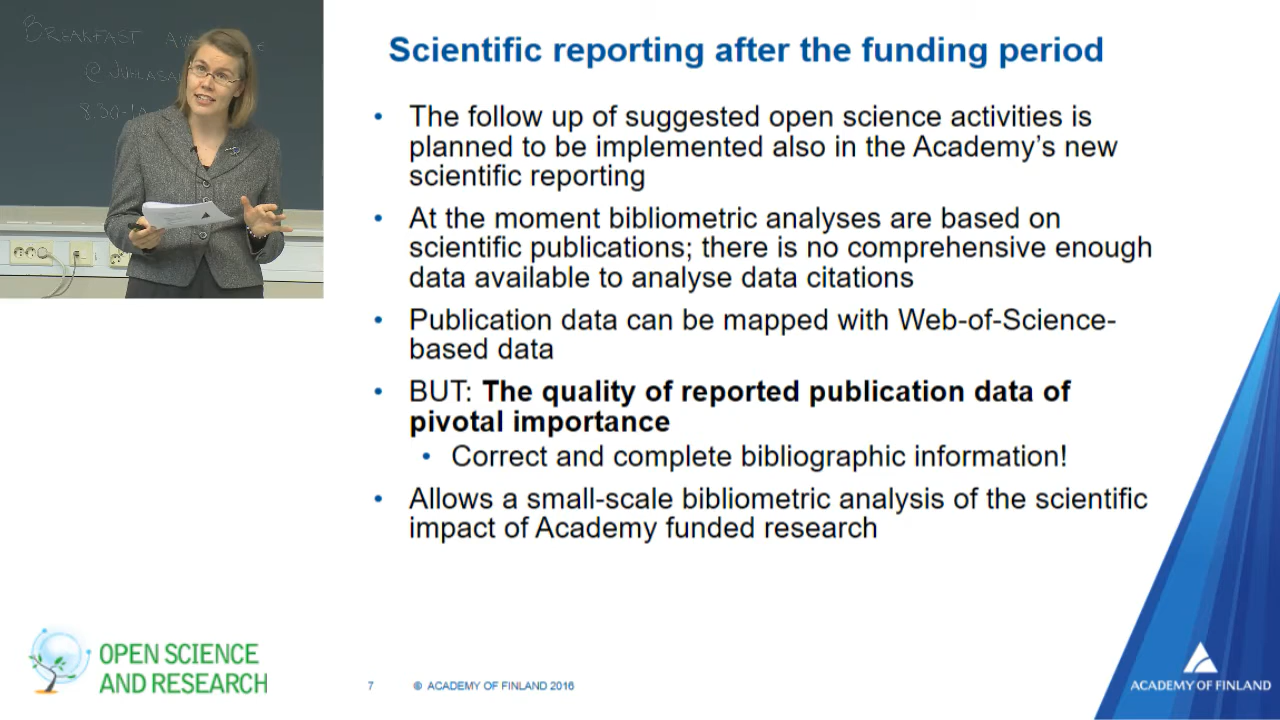 BREAKFAST
@ JUHLASA
8.30-10
Scientific reporting after the funding period
• The follow up of suggested open science activities is
planned to be implemented also in the Academy's new
scientific reporting
• At the moment bibliometric analyses are based on
scientific publications; there is no comprehensive enough
data available to analyse data citations
• Publication data can be mapped with Web-of-Science-
based data
• BUT: The quality of reported publication data of
pivotal importance
• Correct and complete bibliographic information!
• Allows a small-scale bibliometric analysis of the scientific
impact of Academy funded research
OPEN SCIENCE
AND RESEARCH
7 © ACADEMY OF FINLAND 2016
ACADEMY OF FINLAND